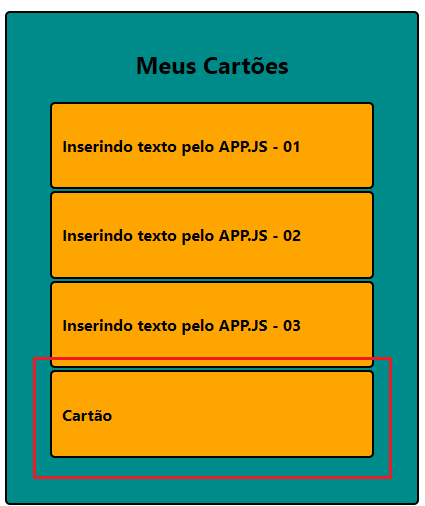 Meus Cartões
Inserindo texto pelo APP.JS - 01
Inserindo texto pelo APP.JS - 02
Inserindo texto pelo APP.JS - 03
Cartão